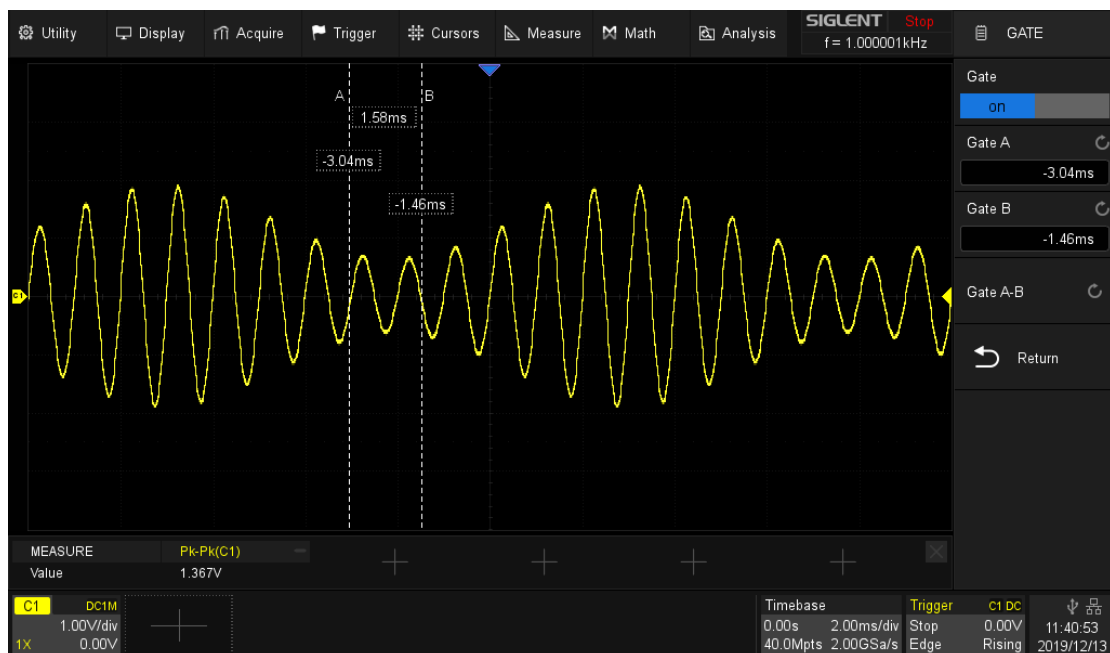 Utility Display Acquire Trigger Cursors Measure Math Analysis SIGLENT Stop GATE
f = 1.000001kHz
Gate
on
A B
1.58ms
Gate A
-3.04ms
-3.04ms
Gate B
-1.46ms
-1.46ms
Gate A-B
C1
Return
MEASURE Pk-Pk(C1)
Value 1.367V
C1 DC1M Timebase Trigger C1 DC
1.00V/div 0.00s 2.00ms/div Stop 0.00V 11:40:53
1X 0.00V 40.0Mpts 2.00GSa/s Edge Rising 2019/12/13